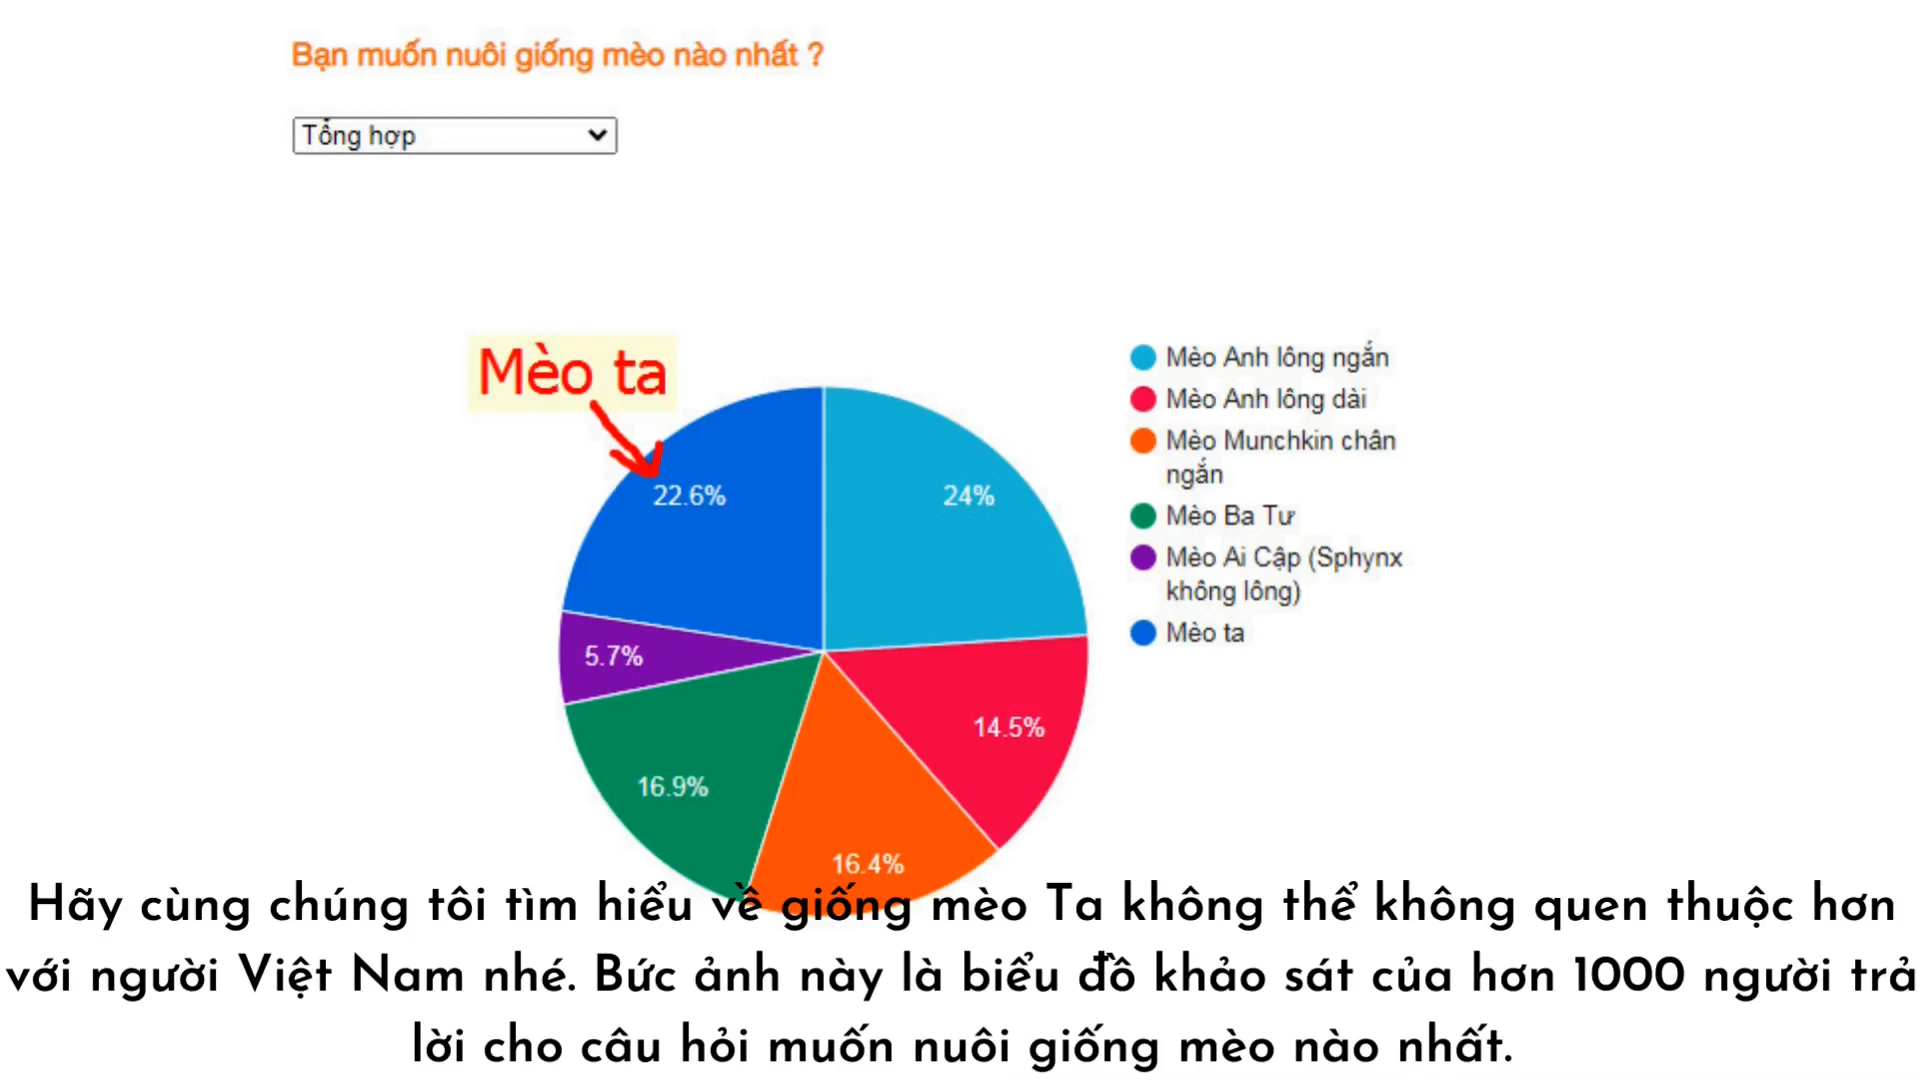 Bạn muốn nuôi giống mèo nào nhất ?
Tổng hợp
Mèo ta
22.6%
24%
5.7%
14.5%
16.9%
16.4%
Mèo Anh lông ngắn
Mèo Anh lông dài
Mèo Munchkin chân
ngắn
Mèo Ba Tư
Mèo Ai Cập (Sphynx
không lông)
Mèo ta
Hãy cùng chúng tôi tìm hiểu về giống mèo Ta không thể không quen thuộc hơn
với người Việt Nam nhé. Bức ảnh này là biểu đồ khảo sát của hơn 1000 người trả
lời cho câu hỏi muốn nuôi giống mèo nào nhất.